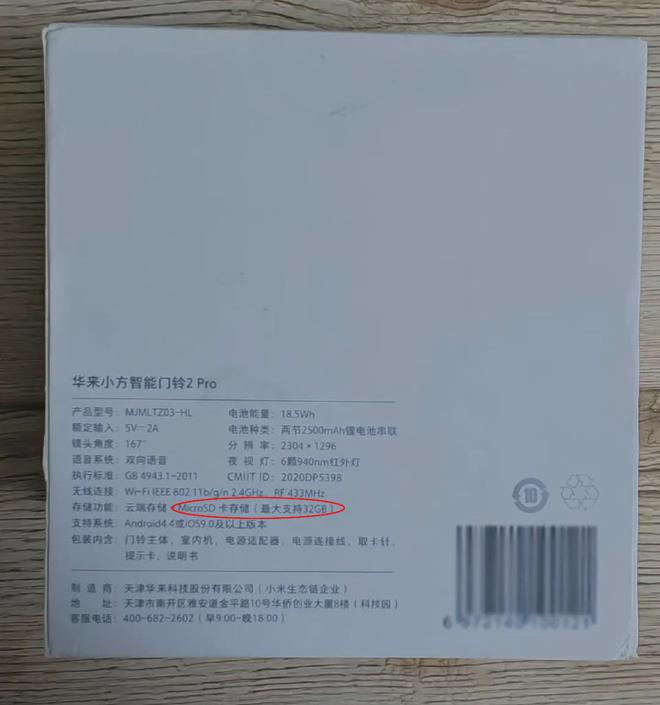 华来小方智能门铃2 Pro
产品型号：MJMLTZ03-HL 电池能量：18.5Wh
额定输入：5V⎓2A 电池种类：两节2500mAh锂电池串联
镜头角度：167° 分 辨 率：2304×1296
语音系统：双向语音 夜 视 灯：6颗940nm红外灯
执行标准：GB 4943.1-2011 CMIIT ID：2020DP5398
无线连接：Wi-Fi IEEE 802.11b/g/n 2.4GHz、RF 433MHz
存储功能：云端存储、MicroSD 卡存储（最大支持32GB）
支持系统：Android4.4或iOS9.0及以上版本
包装内含：门铃主体、室内机、电源适配器、电源连接线、取卡针、
提示卡、说明书
10
制 造 商：天津华来科技股份有限公司（小米生态链企业）
地 址：天津市南开区雅安道金平路10号华侨创业大厦8楼（科技园）
客服电话：400-682-2602（早9:00-晚18:00）